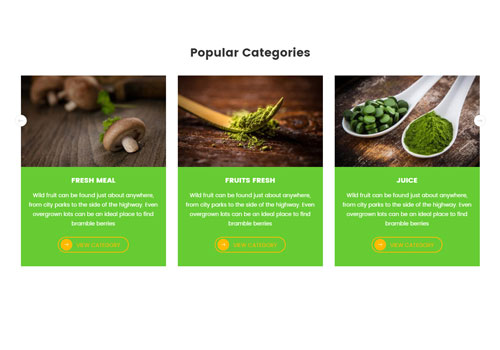 Popular Categories
FRESH MEAL
Wild fruit can be found just about anywhere,
from city parks to the side of the highway. Even
overgrown lots can be an ideal place to find
bramble berries
VIEW CATEGORY
FRUITS FRESH
Wild fruit can be found just about anywhere,
from city parks to the side of the highway. Even
overgrown lots can be an ideal place to find
bramble berries
VIEW CATEGORY
JUICE
Wild fruit can be found just about anywhere,
from city parks to the side of the highway. Even
overgrown lots can be an ideal place to find
bramble berries
VIEW CATEGORY